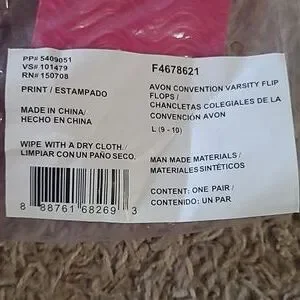 PP# 5409051
VS# 101479
RN# 150708
F4678621
PRINT / ESTAMPADO
AVON CONVENTION VARSITY FLIP
FLOPS /
CHANCLETAS COLEGIALES DE LA
CONVENCIÓN AVON
MADE IN CHINA/
HECHO EN CHINA
L (9 - 10)
WIPE WITH A DRY CLOTH./
LIMPIAR CON UN PAÑO SECO.
MAN MADE MATERIALS /
MATERIALES SINTÉTICOS
CONTENT: ONE PAIR /
CONTENIDO: UN PAR
8 88761 68269 3